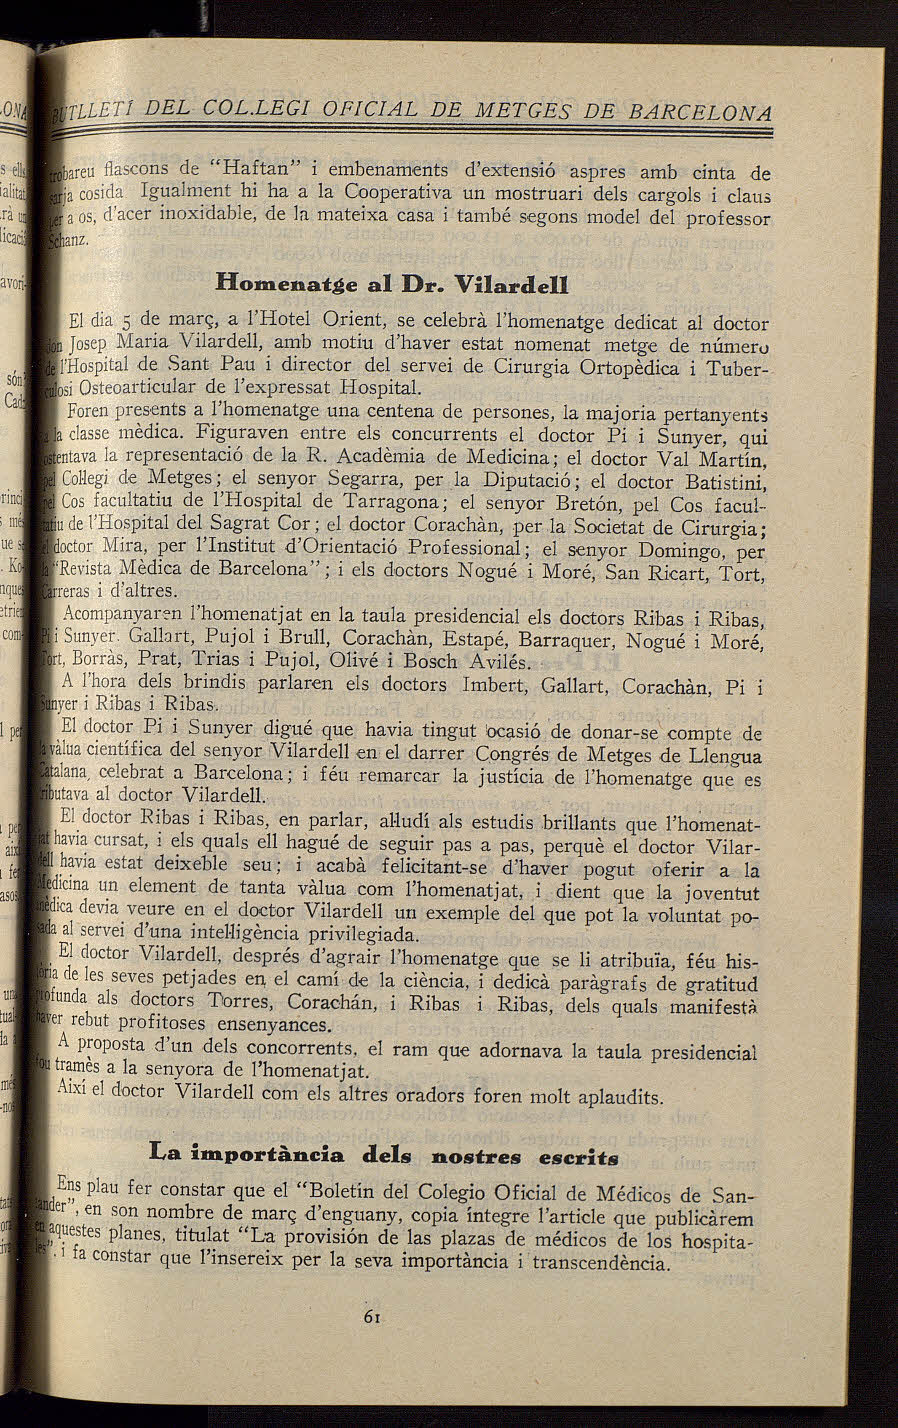 BUTLLETÍ DEL COL.LEGI OFICIAL DE METGES DE BARCELONA
trobareu flascons de “Haftan” i embenaments d’extensió aspres amb cinta de
sarja cosida Igualment hi ha a la Cooperativa un mostruari dels cargols i claus
per a os, d’acer inoxidable, de la mateixa casa i també segons model del professor
Schanz.
Homenatge al Dr. Vilardell
El dia 5 de març, a l’Hotel Orient, se celebrà l’homenatge dedicat al doctor
don Josep Maria Vilardell, amb motiu d’haver estat nomenat metge de número
de l’Hospital de Sant Pau i director del servei de Cirurgia Ortopèdica i Tuber-
culosi Osteoarticular de l’expressat Hospital.
Foren presents a l’homenatge una centena de persones, la majoria pertanyents
a la classe mèdica. Figuraven entre els concurrents el doctor Pi i Sunyer, qui
ostentava la representació de la R. Acadèmia de Medicina; el doctor Val Martín,
pel Col·legi de Metges; el senyor Segarra, per la Diputació; el doctor Batistini,
pel Cos facultatiu de l’Hospital de Tarragona; el senyor Bretón, pel Cos facul-
tatiu de l’Hospital del Sagrat Cor; el doctor Corachàn, per la Societat de Cirurgia;
el doctor Mira, per l’Institut d’Orientació Professional; el senyor Domingo, per
la “Revista Mèdica de Barcelona”; i els doctors Nogué i Moré, San Ricart, Tort,
Carreras i d’altres.
Acompanyaren l’homenatjat en la taula presidencial els doctors Ribas i Ribas,
Pi i Sunyer. Gallart, Pujol i Brull, Corachàn, Estapé, Barraquer, Nogué i Moré,
Tort, Borràs, Prat, Trías i Pujol, Olivé i Bosch Avilés.
A l’hora dels brindis parlaren els doctors Imbert, Gallart, Corachàn, Pi i
Sunyer i Ribas i Ribas.
El doctor Pi i Sunyer digué que havia tingut ocasió de donar-se compte de
la vàlua científica del senyor Vilardell en el darrer Congrés de Metges de Llengua
Catalana, celebrat a Barcelona; i féu remarcar la justícia de l’homenatge que es
tributava al doctor Vilardell.
El doctor Ribas i Ribas, en parlar, al·ludí als estudis brillants que l’homenat-
jat havia cursat, i els quals ell hagué de seguir pas a pas, perquè el doctor Vilar-
dell havia estat deixeble seu; i acabà felicitant-se d’haver pogut oferir a la
Medicina un element de tanta vàlua com l’homenatjat, i dient que la joventut
mèdica devia veure en el doctor Vilardell un exemple del que pot la voluntat po-
sada al servei d’una intel·ligència privilegiada.
El doctor Vilardell, després d’agrair l’homenatge que se li atribuïa, féu his-
tòria de les seves petjades en el camí de la ciència, i dedicà paràgrafs de gratitud
profunda als doctors Torres, Corachán, i Ribas i Ribas, dels quals manifestà
haver rebut profitoses ensenyances.
A proposta d’un dels concorrents, el ram que adornava la taula presidencial
fou tramès a la senyora de l’homenatjat.
Així el doctor Vilardell com els altres oradors foren molt aplaudits.
La importància dels nostres escrits
Ens plau fer constar que el “Boletín del Colegio Oficial de Médicos de San-
tander”, en son nombre de març d’enguany, copia íntegre l’article que publicàrem
en aquestes planes, titulat “La provisión de las plazas de médicos de los hospita-
les”, i fa constar que l’insereix per la seva importància i transcendència.
61